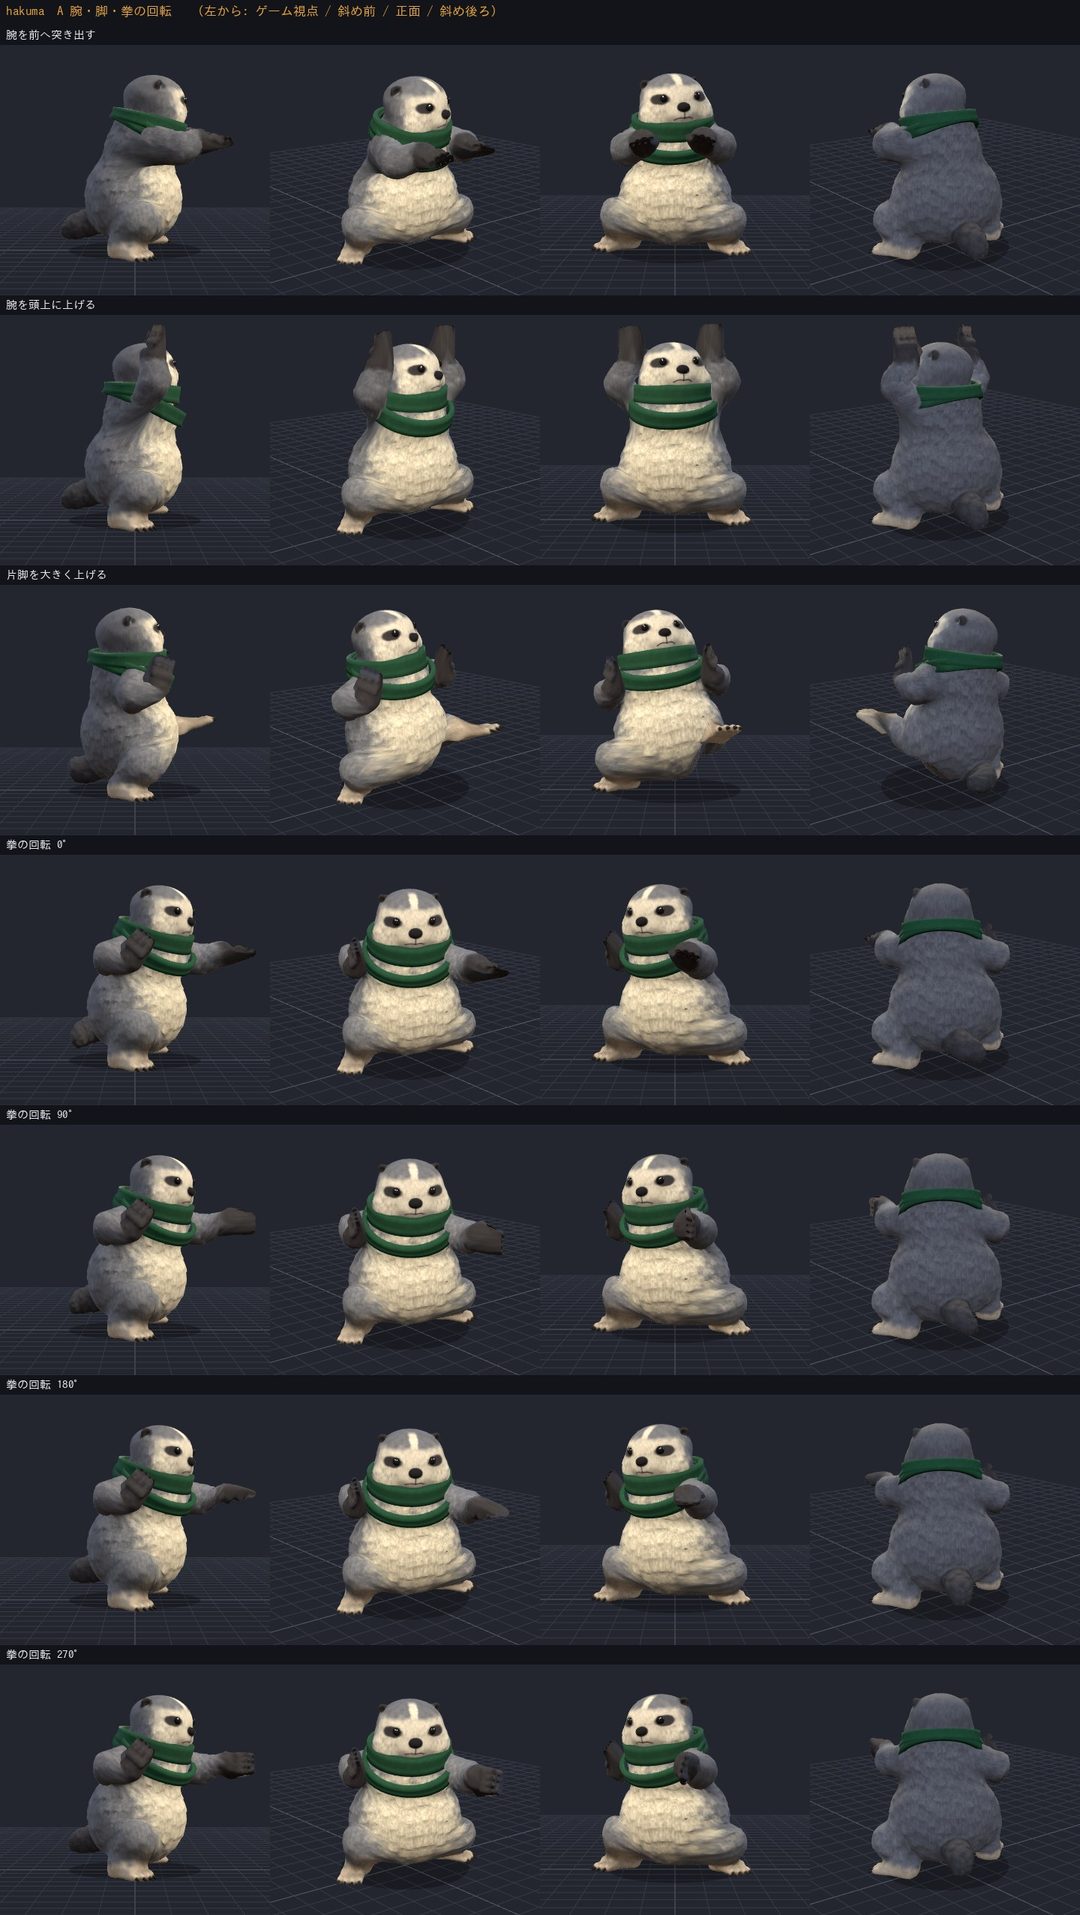 hakuma A 腕・脚・拳の回転 （左から: ゲーム視点 / 斜め前 / 正面 / 斜め後ろ）
腕を前へ突き出す
腕を頭上に上げる
片脚を大きく上げる
拳の回転 0°
拳の回転 90°
拳の回転 180°
拳の回転 270°